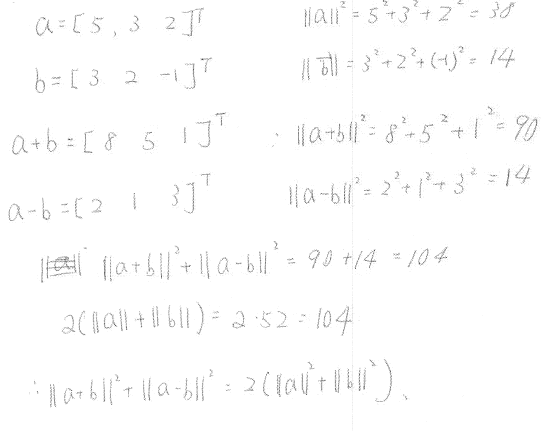 a = [5, 3 2]ᵀ ‖a‖² = 5² + 3² + 2² = 38
b = [3 2 -1]ᵀ ‖b‖² = 3² + 2² + (-1)² = 14
a+b = [8 5 1]ᵀ ∴ ‖a+b‖² = 8² + 5² + 1² = 90
a-b = [2 1 3]ᵀ ‖a-b‖² = 2² + 1² + 3² = 14
‖a+b‖² + ‖a-b‖² = 90 + 14 = 104
2(‖a‖ + ‖b‖) = 2·52 = 104
∴ ‖a+b‖² + ‖a-b‖² = 2(‖a‖² + ‖b‖²)